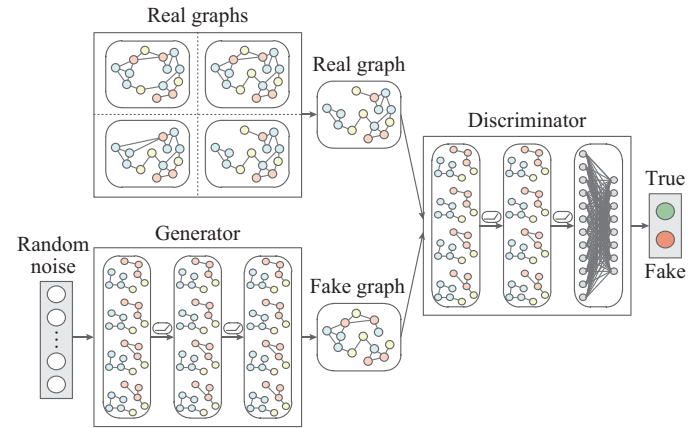 Real graphs
Real graph
Discriminator
True
Fake
Generator
Random
noise
Fake graph